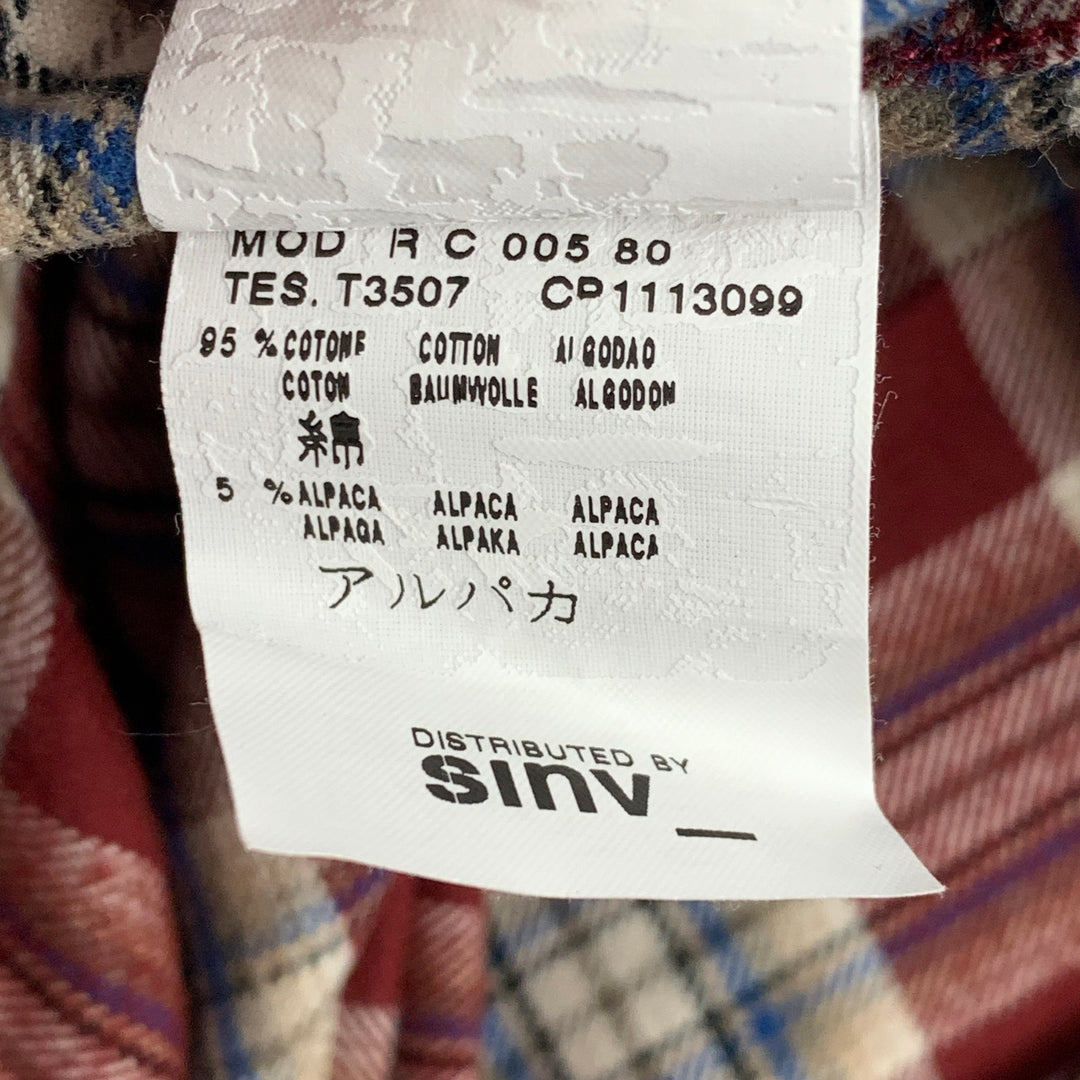 MOD R C 005 80
TES. T3507 CP1113099
95 % COTONE COTTON ALGODAO
COTON BAUMWOLLE ALGODON
綿
5 % ALPACA ALPACA ALPACA
ALPAQA ALPAKA ALPACA
アルパカ
DISTRIBUTED BY
SINV_